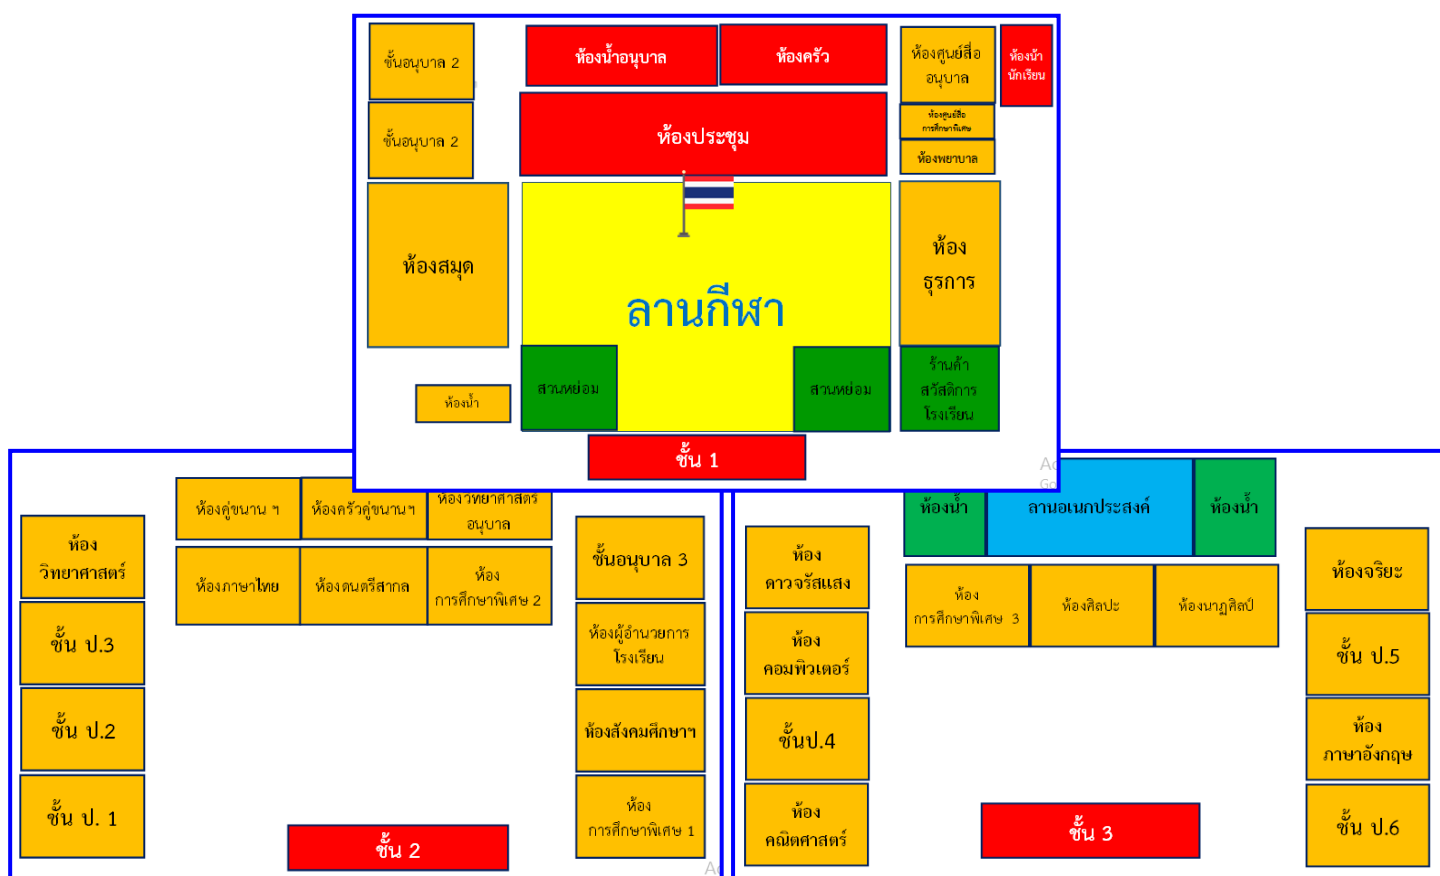 ชั้นอนุบาล 2
ห้องน้ำอนุบาล
ห้องครัว
ห้องศูนย์สื่อ
อนุบาล
ห้องน้ำ
นักเรียน
ชั้นอนุบาล 2
ห้องประชุม
ห้องศูนย์สื่อ
การศึกษาพิเศษ
ห้องพยาบาล
ห้องสมุด
ลานกีฬา
ห้อง
ธุรการ
ห้องน้ำ
สวนหย่อม
สวนหย่อม
ร้านค้า
สวัสดิการ
โรงเรียน
ชั้น 1
ห้อง
วิทยาศาสตร์
ชั้น ป.3
ชั้น ป.2
ชั้น ป. 1
ห้องคู่ขนาน ฯ
ห้องครัวคู่ขนานฯ
ห้องวิทยาศาสตร์
อนุบาล
ห้องภาษาไทย
ห้องดนตรีสากล
ห้อง
การศึกษาพิเศษ 2
ชั้นอนุบาล 3
ห้องผู้อำนวยการ
โรงเรียน
ห้องสังคมศึกษาฯ
ห้อง
การศึกษาพิเศษ 1
ชั้น 2
ห้อง
ดาวจรัสแสง
ห้อง
คอมพิวเตอร์
ชั้นป.4
ห้อง
คณิตศาสตร์
ห้องน้ำ
ลานอเนกประสงค์
ห้องน้ำ
ห้อง
การศึกษาพิเศษ 3
ห้องศิลปะ
ห้องนาฏศิลป์
ห้องจริยะ
ชั้น ป.5
ห้อง
ภาษาอังกฤษ
ชั้น ป.6
ชั้น 3